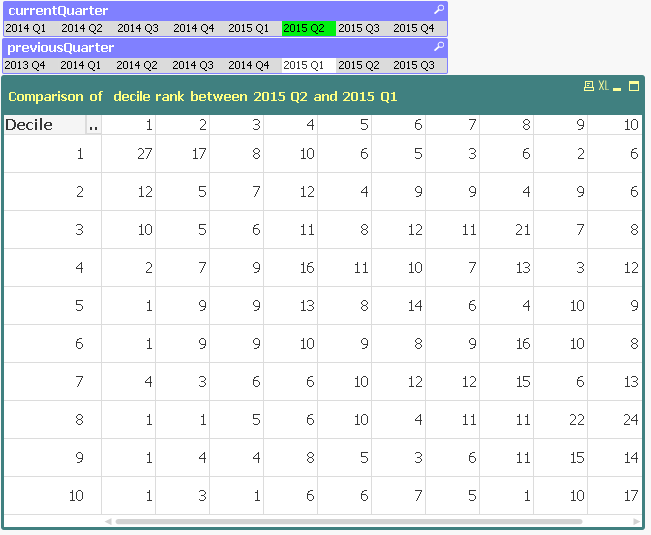 currentQuarter
2014 Q1 2014 Q2 2014 Q3 2014 Q4 2015 Q1 2015 Q2 2015 Q3 2015 Q4
previousQuarter
2013 Q4 2014 Q1 2014 Q2 2014 Q3 2014 Q4 2015 Q1 2015 Q2 2015 Q3
XL
Comparison of decile rank between 2015 Q2 and 2015 Q1
Decile .. 1 2 3 4 5 6 7 8 9 10
1 27 17 8 10 6 5 3 6 2 6
2 12 5 7 12 4 9 9 4 9 6
3 10 5 6 11 8 12 11 21 7 8
4 2 7 9 16 11 10 7 13 3 12
5 1 9 9 13 8 14 6 4 10 9
6 1 9 9 10 9 8 9 16 10 8
7 4 3 6 6 10 12 12 15 6 13
8 1 1 5 6 10 4 11 11 22 24
9 1 4 4 8 5 3 6 11 15 14
10 1 3 1 6 6 7 5 1 10 17